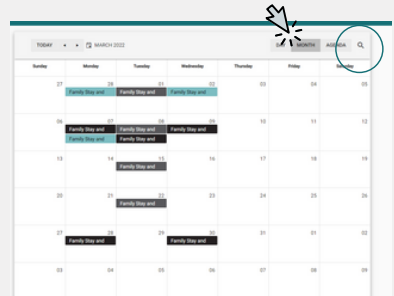 TODAY MARCH 2022 DAY MONTH AGENDA
Sunday Monday Tuesday Wednesday Thursday Friday Saturday
27 28 01 02 03 04 05
Family Stay and Family Stay and Family Stay and
06 07 08 09 10 11 12
Family Stay and Family Stay and Family Stay and
Family Stay and Family Stay and
13 14 15 16 17 18 19
Family Stay and
20 21 22 23 24 25 26
Family Stay and
27 28 29 30 31 01 02
Family Stay and Family Stay and
03 04 05 06 07 08 09